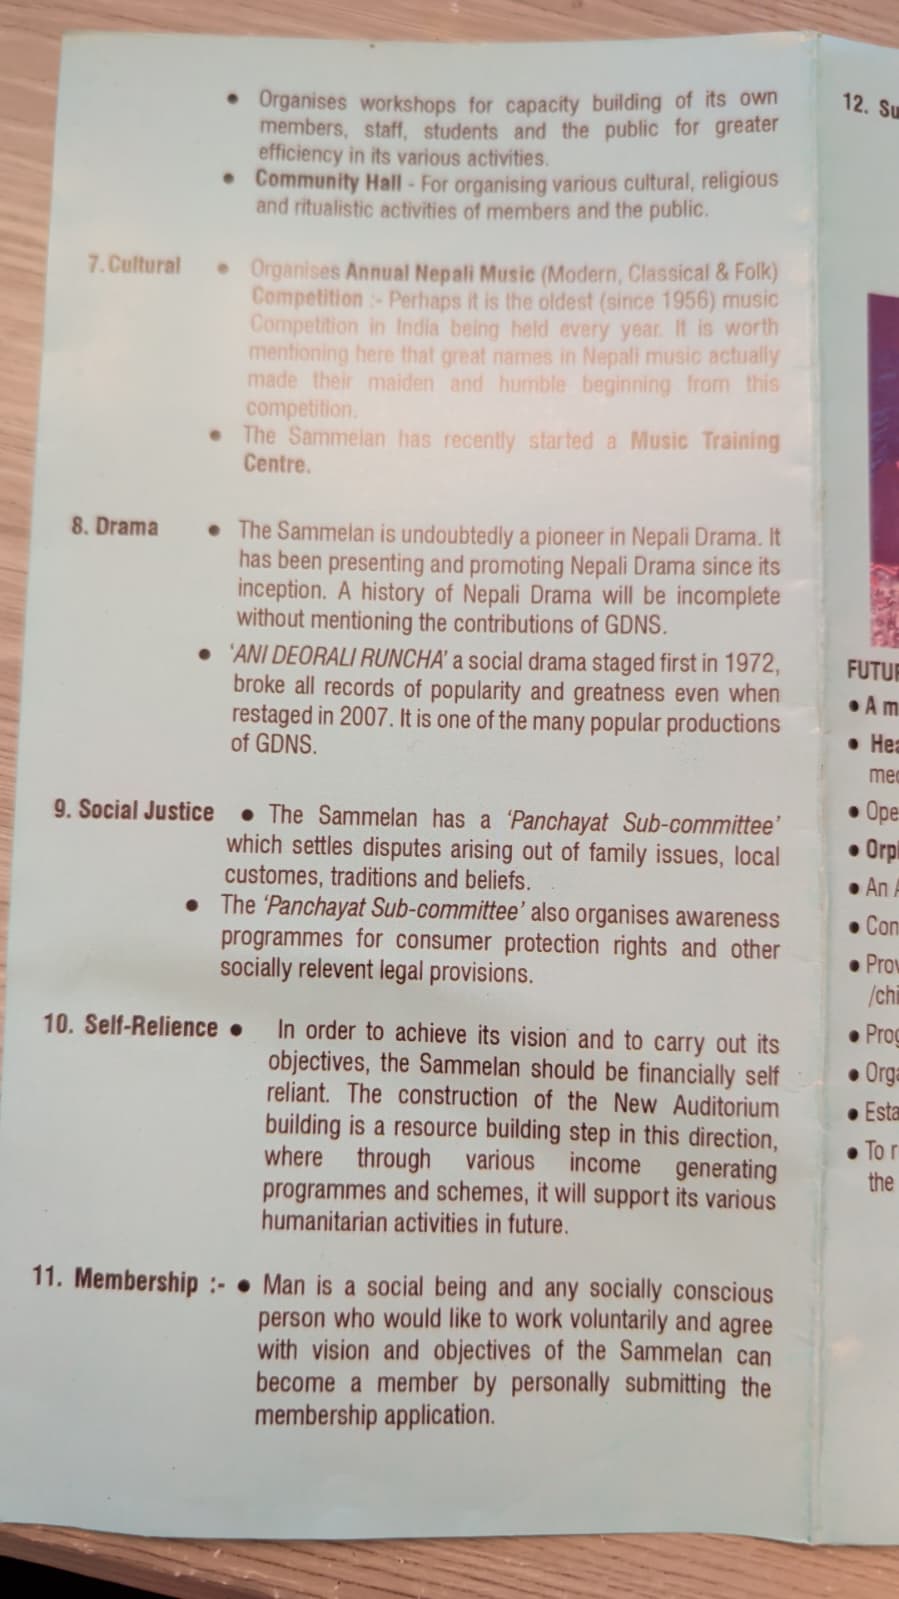 • Organises workshops for capacity building of its own
members, staff, students and the public for greater
efficiency in its various activities.
• Community Hall - For organising various cultural, religious
and ritualistic activities of members and the public.
7. Cultural • Organises Annual Nepali Music (Modern, Classical & Folk)
Competition :- Perhaps it is the oldest (since 1956) music
Competition in India being held every year. It is worth
mentioning here that great names in Nepali music actually
made their maiden and humble beginning from this
competition.
• The Sammelan has recently started a Music Training
Centre.
8. Drama • The Sammelan is undoubtedly a pioneer in Nepali Drama. It
has been presenting and promoting Nepali Drama since its
inception. A history of Nepali Drama will be incomplete
without mentioning the contributions of GDNS.
• 'ANI DEORALI RUNCHA' a social drama staged first in 1972,
broke all records of popularity and greatness even when
restaged in 2007. It is one of the many popular productions
of GDNS.
9. Social Justice • The Sammelan has a 'Panchayat Sub-committee'
which settles disputes arising out of family issues, local
customes, traditions and beliefs.
• The 'Panchayat Sub-committee' also organises awareness
programmes for consumer protection rights and other
socially relevent legal provisions.
10. Self-Relience • In order to achieve its vision and to carry out its
objectives, the Sammelan should be financially self
reliant. The construction of the New Auditorium
building is a resource building step in this direction,
where through various income generating
programmes and schemes, it will support its various
humanitarian activities in future.
11. Membership :- • Man is a social being and any socially conscious
person who would like to work voluntarily and agree
with vision and objectives of the Sammelan can
become a member by personally submitting the
membership application.
12. Su
FUTU
• A m
• Hea
med
• Ope
• Orp
• An A
• Con
• Prov
/chi
• Prog
• Orga
• Esta
• To r
the